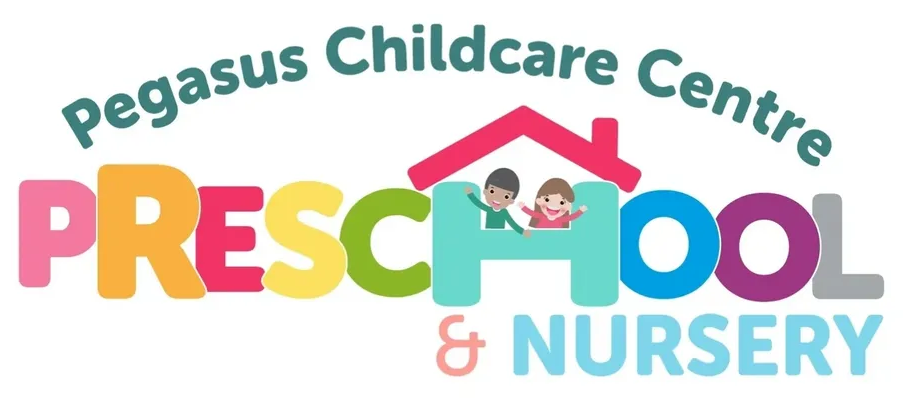 Pegasus Childcare Centre
PRESCHOOL
& NURSERY